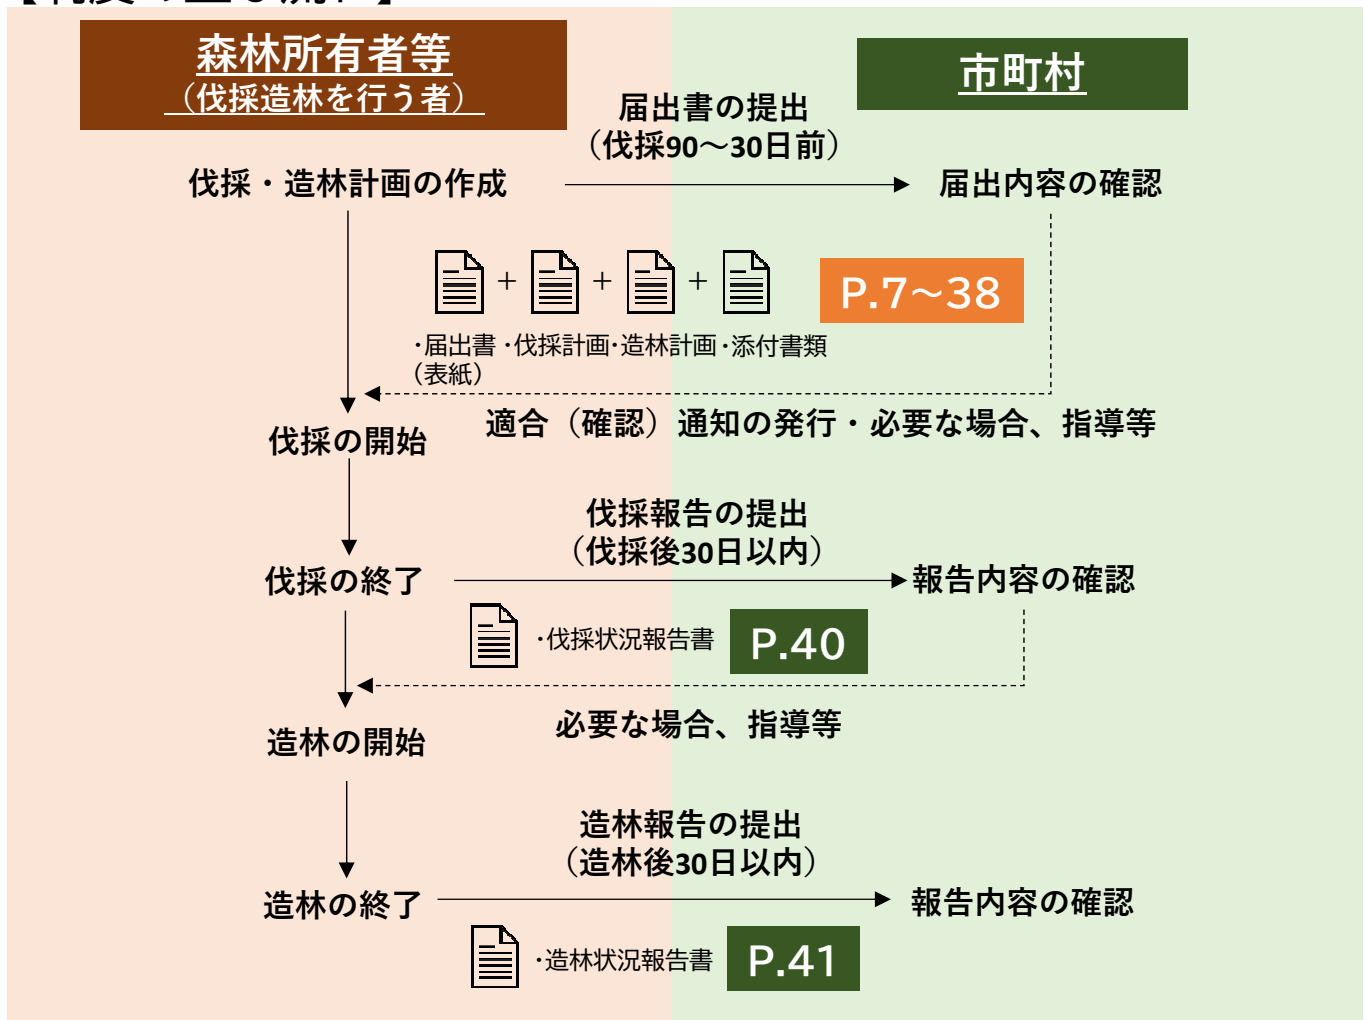 森林所有者等
（伐採造林を行う者）
市町村
届出書の提出
（伐採90～30日前）
伐採・造林計画の作成
届出内容の確認
＋
＋
＋
P.7～38
・届出書・伐採計画・造林計画・添付書類
（表紙）
適合（確認）通知の発行・必要な場合、指導等
伐採の開始
伐採報告の提出
（伐採後30日以内）
伐採の終了
報告内容の確認
・伐採状況報告書
P.40
必要な場合、指導等
造林の開始
造林報告の提出
（造林後30日以内）
造林の終了
報告内容の確認
・造林状況報告書
P.41